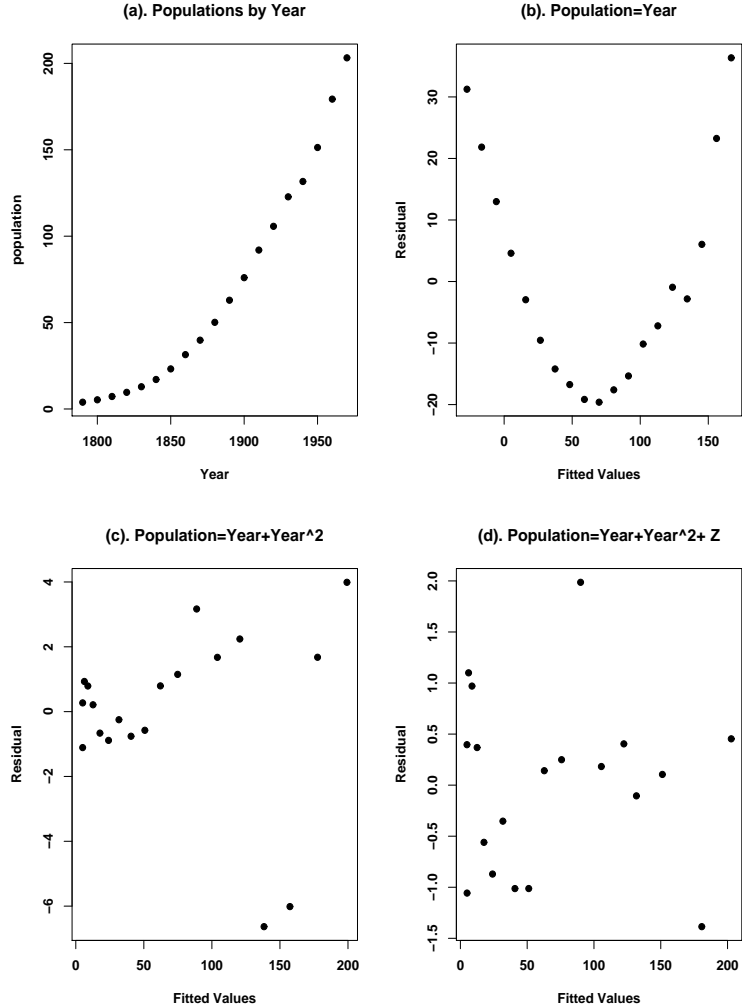 (a). Populations by Year
population
200
150
100
50
0
1800 1850 1900 1950
Year
(b). Population=Year
Residual
30
20
10
0
−10
−20
0 50 100 150
Fitted Values
(c). Population=Year+Year^2
Residual
4
2
0
−2
−4
−6
0 50 100 150 200
Fitted Values
(d). Population=Year+Year^2+ Z
Residual
2.0
1.5
1.0
0.5
0.0
−0.5
−1.0
−1.5
0 50 100 150 200
Fitted Values